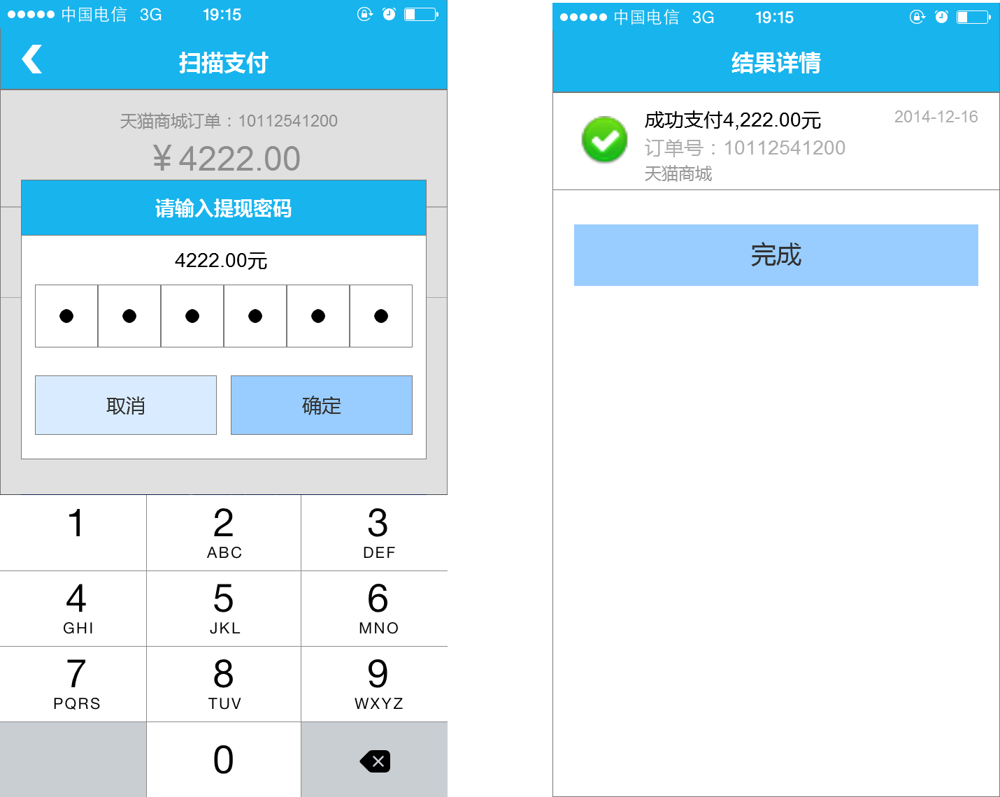 中国电信 3G 19:15
扫描支付
天猫商城订单：10112541200
￥4222.00
请输入提现密码
4222.00元
取消 确定
1 2 3
ABC DEF
4 5 6
GHI JKL MNO
7 8 9
PQRS TUV WXYZ
0
中国电信 3G 19:15
结果详情
成功支付4,222.00元 2014-12-16
订单号：10112541200
天猫商城
完成